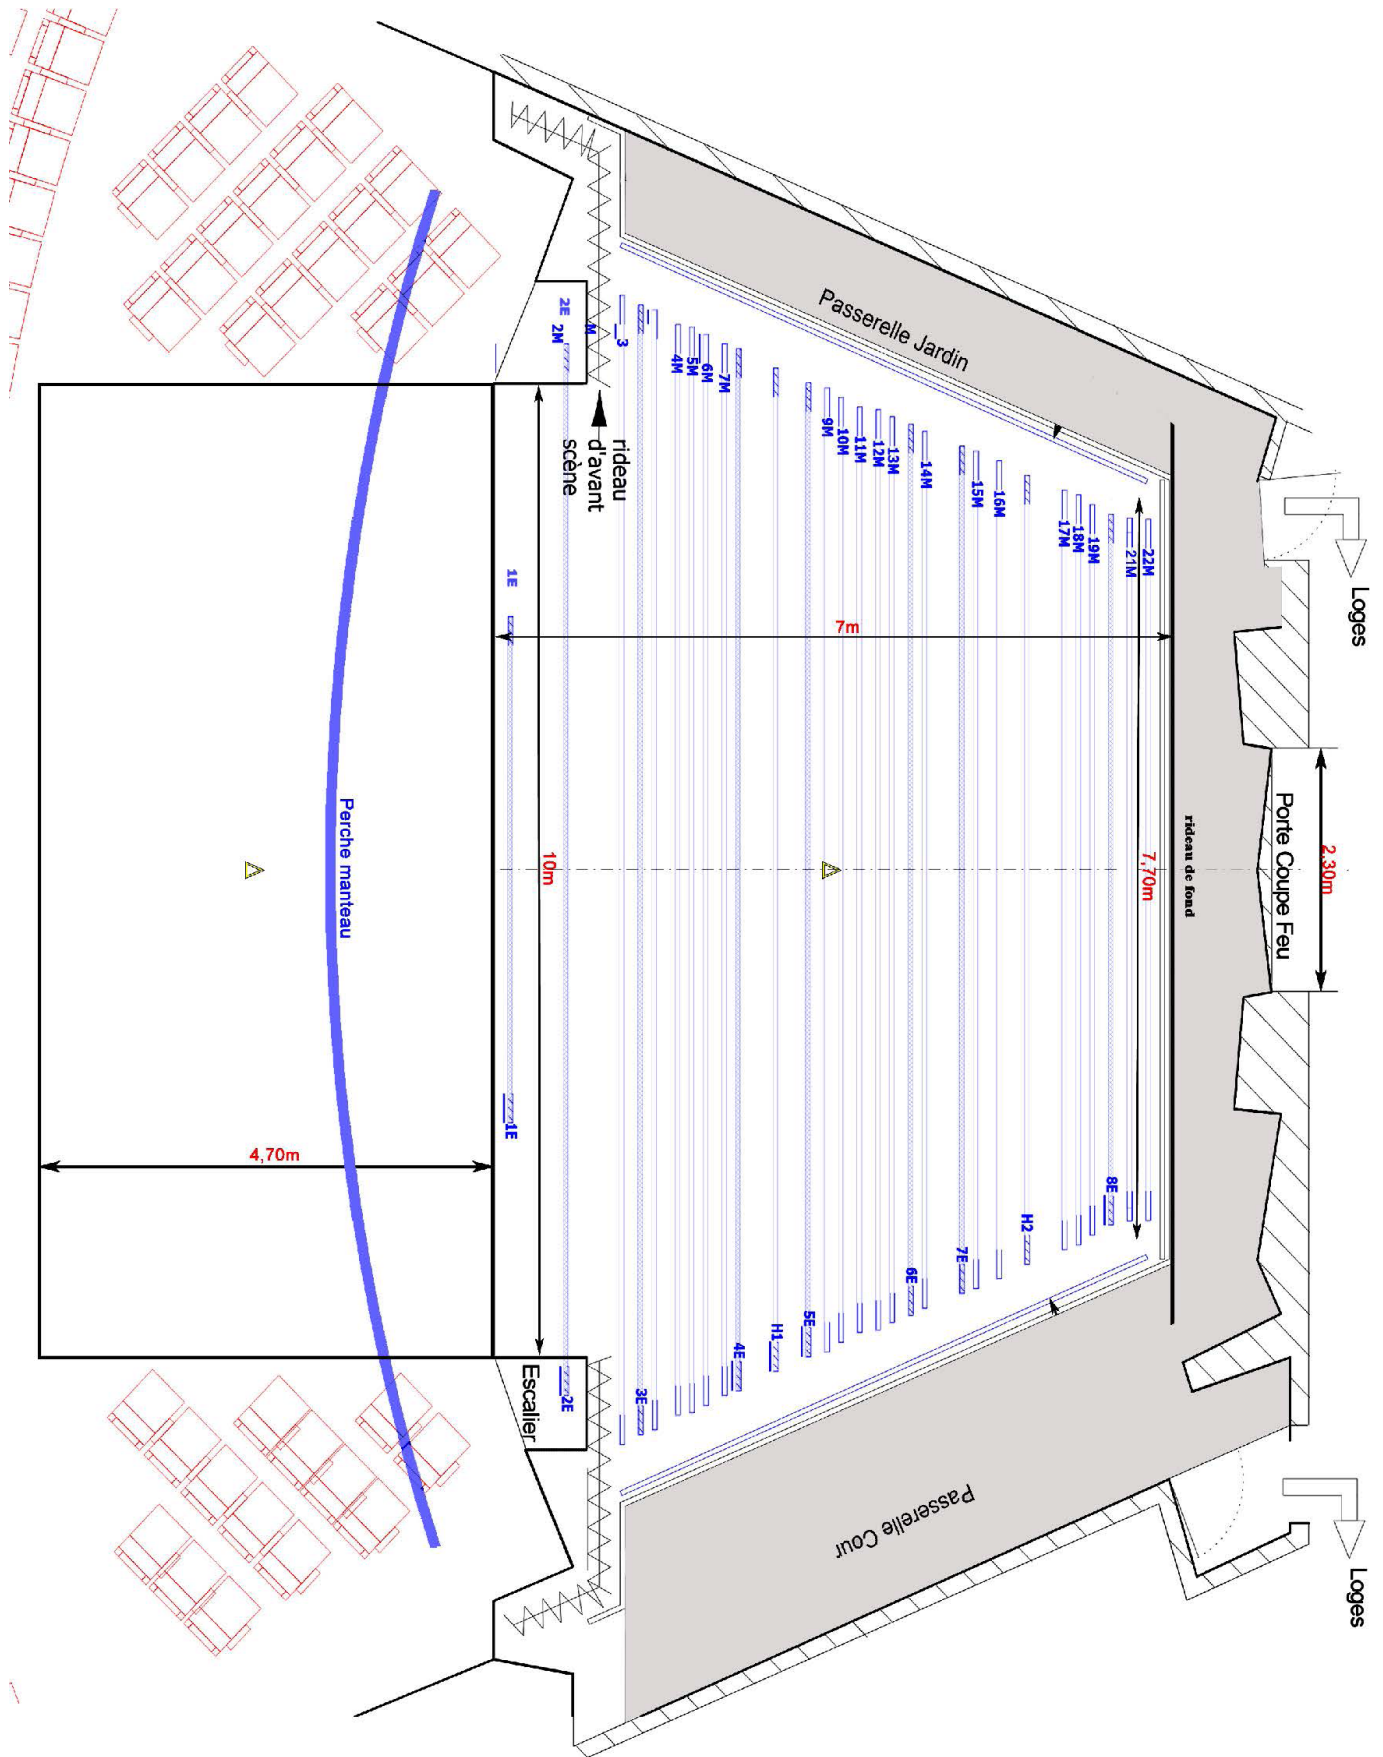 Passerelle Jardin
Loges
2E
2M
M
3
4M
5M
6M
7M
9M
10M
11M
12M
13M
14M
15M
16M
17M
18M
19M
21M
22M
rideau
d'avant
scène
1E
7m
Perche manteau
10m
7,70m
rideau de fond
Porte Coupe Feu
2,30m
4,70m
1E
2E
Escalier
3E
4E
H1
5E
6E
7E
H2
8E
Passerelle Cour
Loges